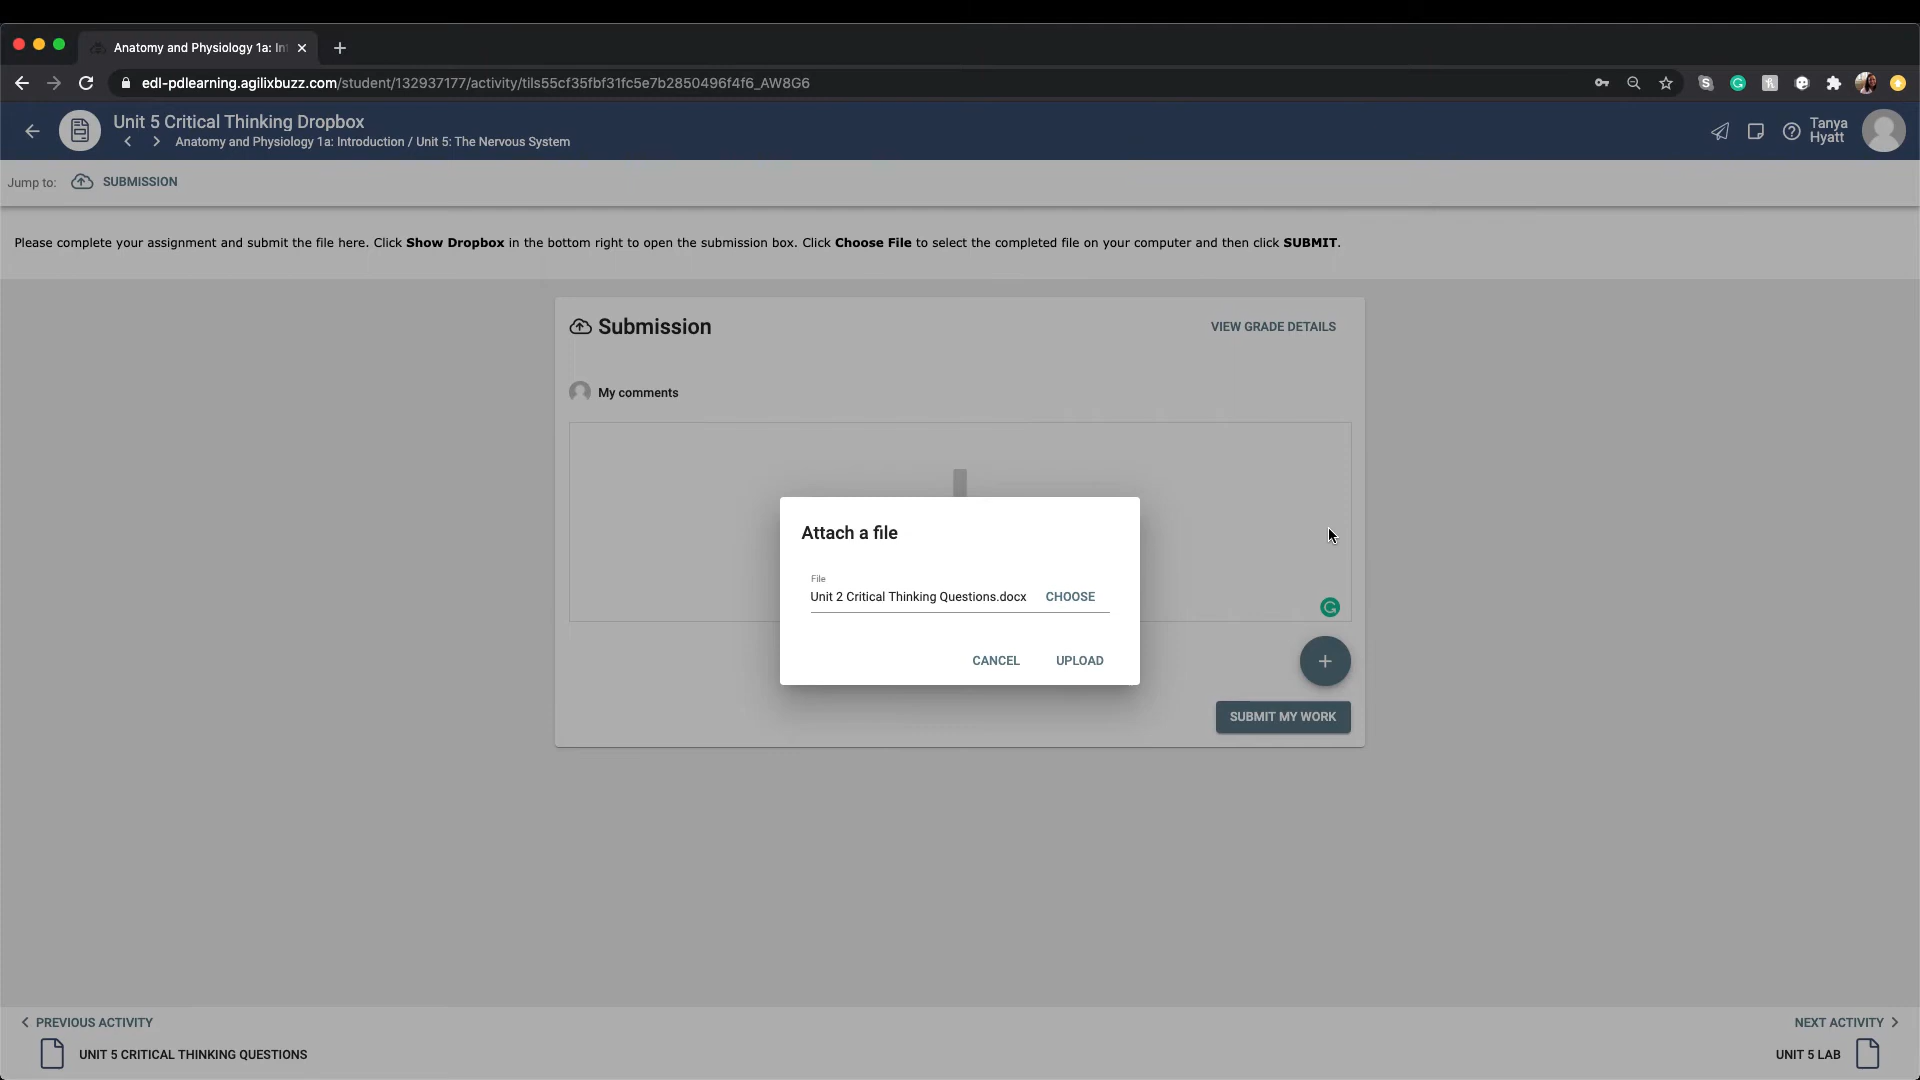 Anatomy and Physiology 1a: In
edl-pdlearning.agilixbuzz.com/student/132937177/activity/tils55cf35fbf31fc5e7b2850496f4f6_AW8G6
Unit 5 Critical Thinking Dropbox
Anatomy and Physiology 1a: Introduction / Unit 5: The Nervous System
Tanya
Hyatt
Jump to:
SUBMISSION
Please complete your assignment and submit the file here. Click Show Dropbox in the bottom right to open the submission box. Click Choose File to select the completed file on your computer and then click SUBMIT.
Submission
VIEW GRADE DETAILS
My comments
Attach a file
File
Unit 2 Critical Thinking Questions.docx CHOOSE
CANCEL UPLOAD
SUBMIT MY WORK
PREVIOUS ACTIVITY
UNIT 5 CRITICAL THINKING QUESTIONS
NEXT ACTIVITY
UNIT 5 LAB